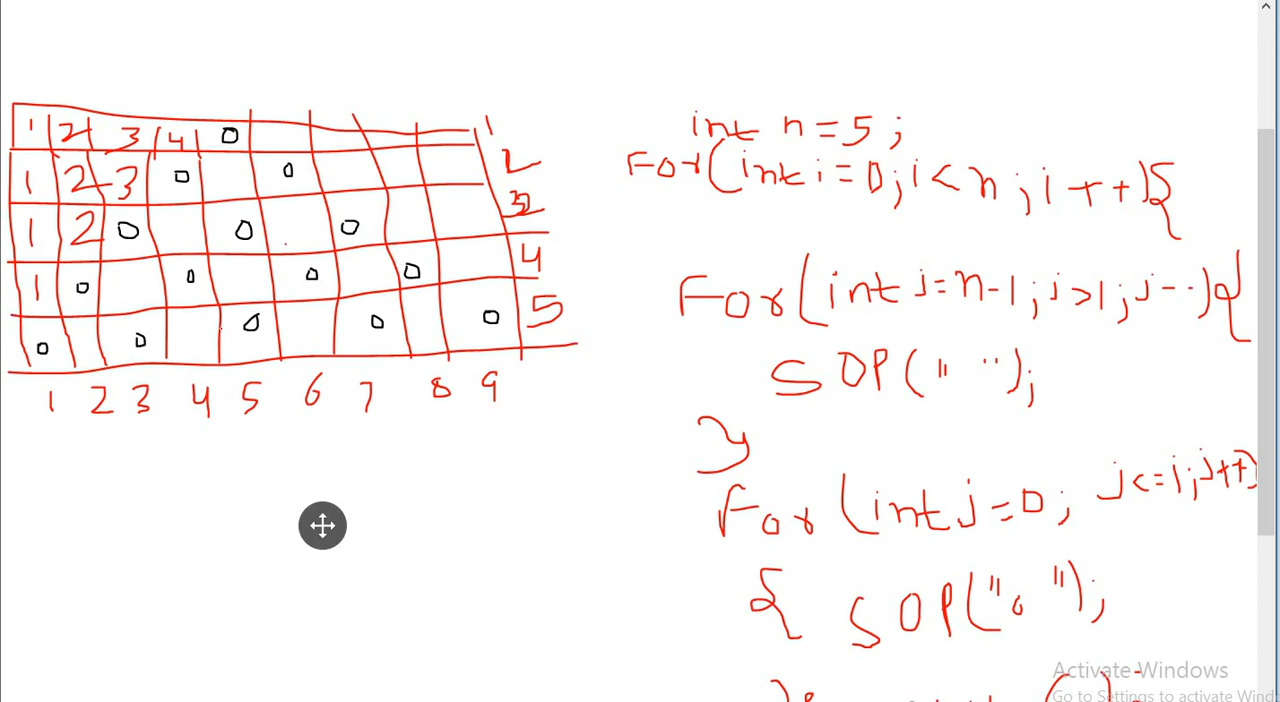 1 2 3 4 0 1
1 2 3 0 0 2
1 2 0 0 0 3
1 0 0 0 0 4
0 0 0 0 0 5
1 2 3 4 5 6 7 8 9
int n = 5;
For(int i = 0; i < n; i++){
For(int j = n-1; j > 1; j--){
SOP(" ");
}
For(int j = 0; j <= i; j++)
{ SOP("0 ");
Activate Windows
Go to Settings to activate Wind